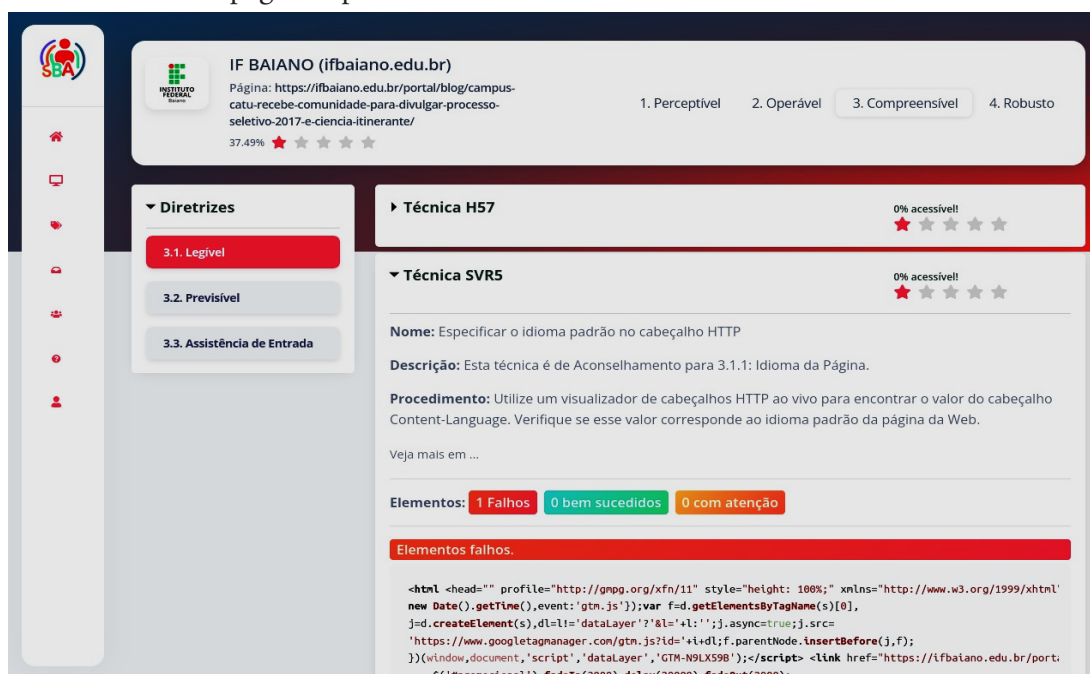 SBA
INSTITUTO
FEDERAL
Baiano
IF BAIANO (ifbaiano.edu.br)
Página: https://ifbaiano.edu.br/portal/blog/campus-
catu-recebe-comunidade-para-divulgar-processo-
seletivo-2017-e-ciencia-itinerante/
37.49%
1. Perceptível 2. Operável 3. Compreensível 4. Robusto
Diretrizes
3.1. Legível
3.2. Previsível
3.3. Assistência de Entrada
Técnica H57
0% acessível!
Técnica SVR5
0% acessível!
Nome: Especificar o idioma padrão no cabeçalho HTTP
Descrição: Esta técnica é de Aconselhamento para 3.1.1: Idioma da Página.
Procedimento: Utilize um visualizador de cabeçalhos HTTP ao vivo para encontrar o valor do cabeçalho
Content-Language. Verifique se esse valor corresponde ao idioma padrão da página da Web.
Veja mais em ...
Elementos: 1 Falhos 0 bem sucedidos 0 com atenção
Elementos falhos.
<html <head="" profile="http://gmpg.org/xfn/11" style="height: 100%;" xmlns="http://www.w3.org/1999/xhtml"
new Date().getTime(),event:'gtm.js'});var f=d.getElementsByTagName(s)[0],
j=d.createElement(s),dl=l!='dataLayer'?'&l='+l:'';j.async=true;j.src=
'https://www.googletagmanager.com/gtm.js?id='+i+dl;f.parentNode.insertBefore(j,f);
})(window,document,'script','dataLayer','GTM-N9LX59B');</script> <link href="https://ifbaiano.edu.br/port